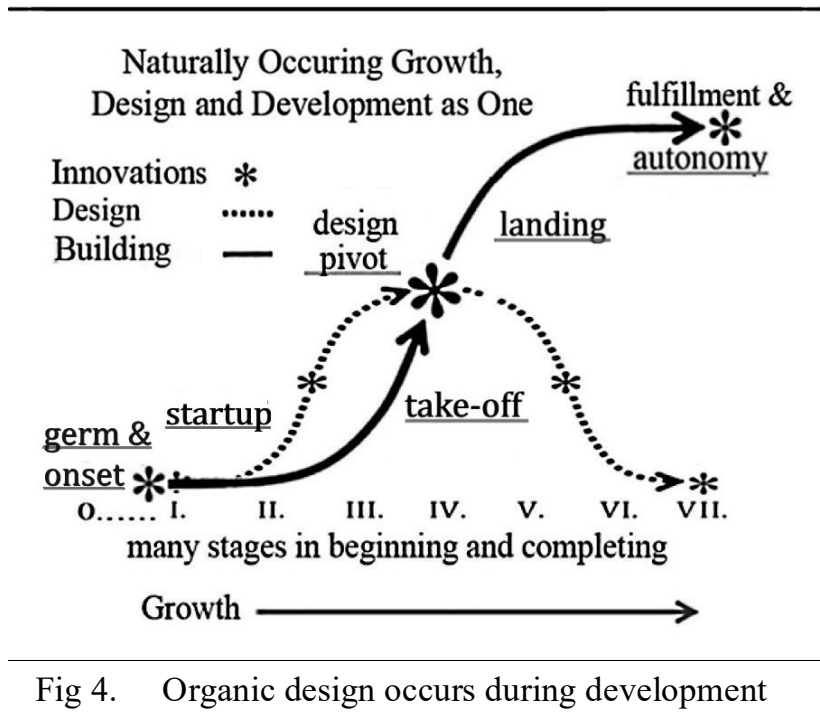 Naturally Occuring Growth,
Design and Development as One
fulfillment &
autonomy
Innovations *
Design ........
Building —
design
pivot
landing
startup
take-off
germ &
onset
0...... I. II. III. IV. V. VI. VII.
many stages in beginning and completing
Growth
Fig 4. Organic design occurs during development